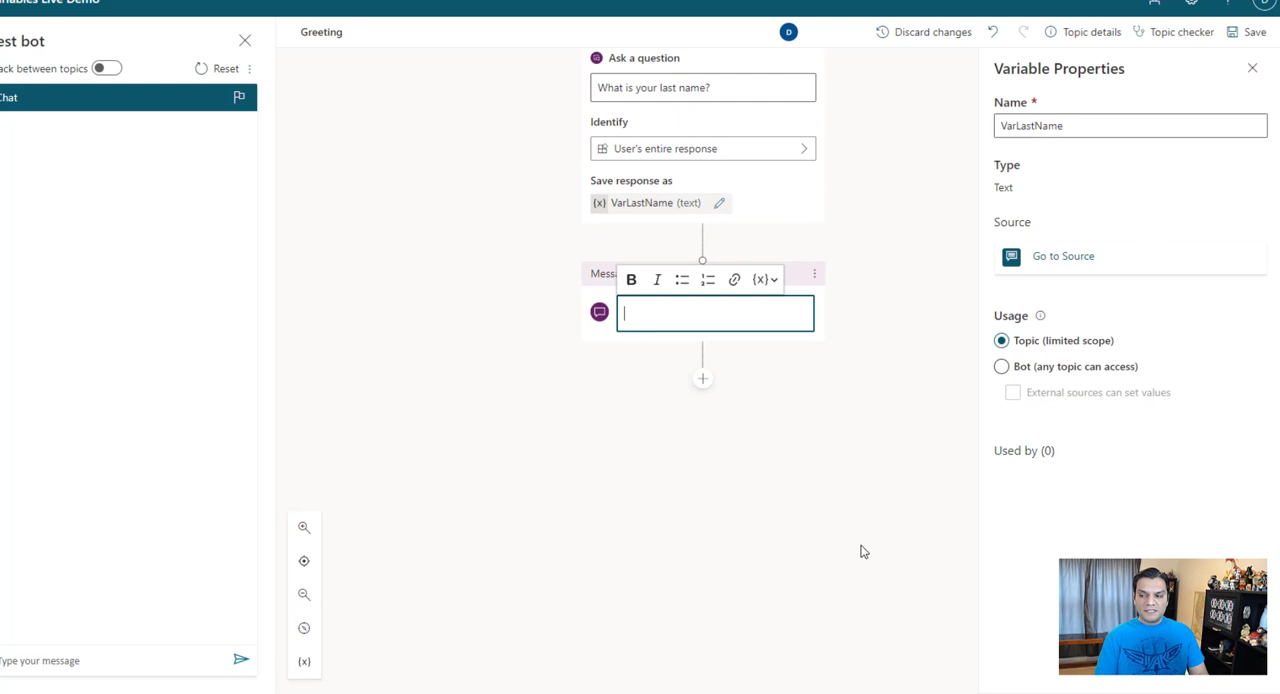 ariables Live Demo
est bot
Greeting
D
Discard changes
Topic details
Topic checker
Save
ack between topics
Reset
Chat
Type your message
Ask a question
What is your last name?
Identify
User's entire response
Save response as
{x} VarLastName (text)
Mess
B I {x}
{x}
Variable Properties
Name *
VarLastName
Type
Text
Source
Go to Source
Usage
Topic (limited scope)
Bot (any topic can access)
External sources can set values
Used by (0)